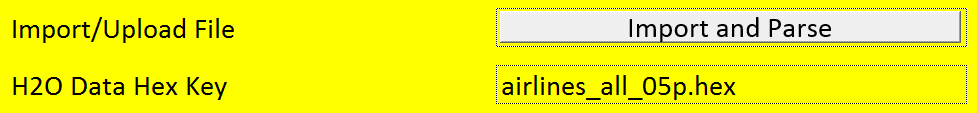 Import/Upload File Import and Parse
H2O Data Hex Key airlines_all_05p.hex